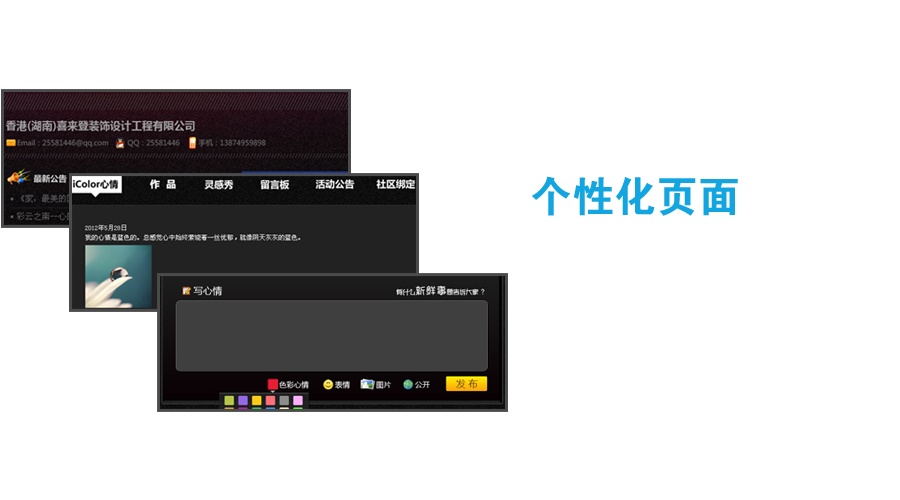 香港(湖南)喜来登装饰设计工程有限公司
Email : 25581446@qq.com QQ : 25581446 手机 : 13874959898
最新公告
《家，最美的
彩云之南一心
iColor心情 作 品 灵感秀 留言板 活动公告 社区绑定
2012年5月28日
我的心情是蓝色的。总感觉心中始终萦绕着一丝忧郁，就像阴天灰灰的蓝色。
写心情 有什么新鲜事想告诉大家？
色彩心情 表情 图片 公开 发 布
个性化页面